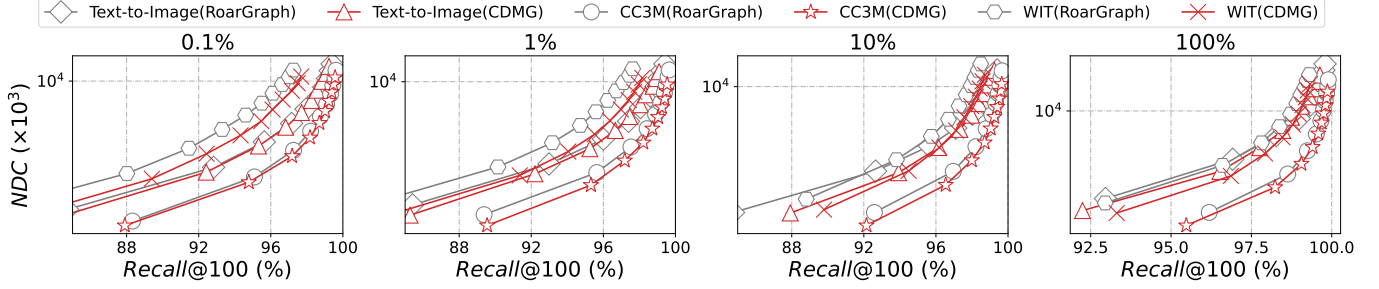 Text-to-Image(RoarGraph) Text-to-Image(CDMG) CC3M(RoarGraph) CC3M(CDMG) WIT(RoarGraph) WIT(CDMG)
0.1% 1% 10% 100%
NDC (×10³)
10⁴ 10⁴ 10⁴ 10⁴
88 92 96 100 88 92 96 100 88 92 96 100 92.5 95.0 97.5 100.0
Recall@100 (%) Recall@100 (%) Recall@100 (%) Recall@100 (%)